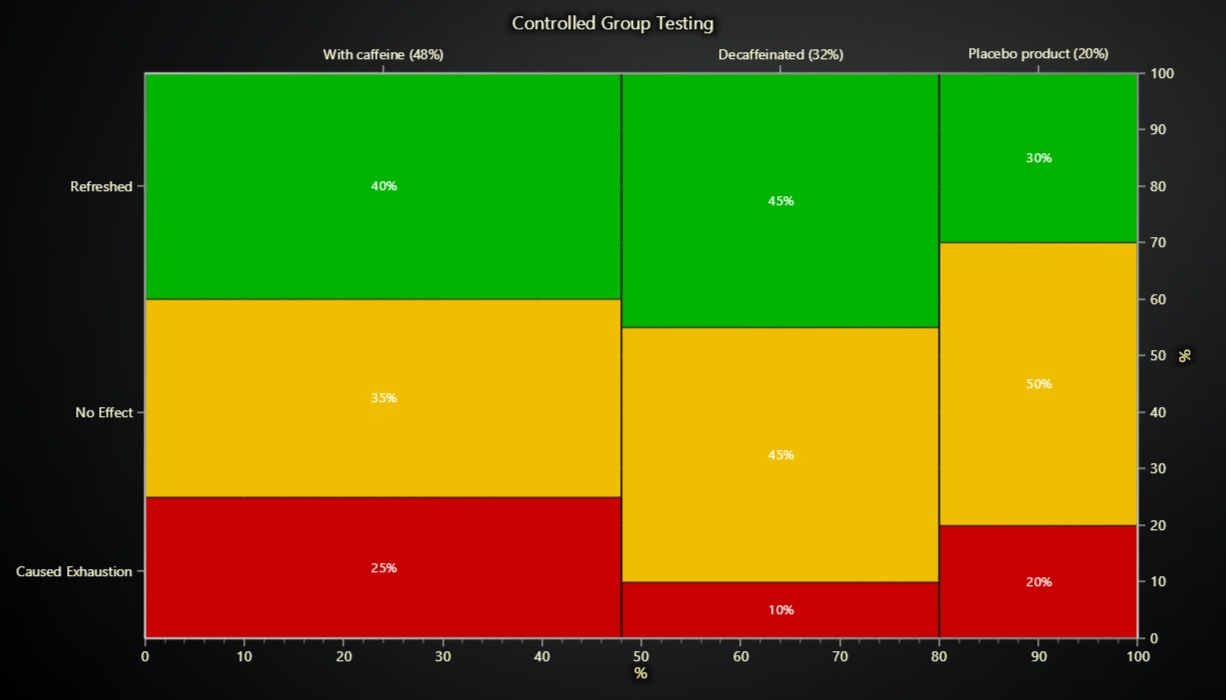 Controlled Group Testing
With caffeine (48%)
Decaffeinated (32%)
Placebo product (20%)
Refreshed
No Effect
Caused Exhaustion
40%
35%
25%
45%
45%
10%
30%
50%
20%
100
90
80
70
60
50
40
30
20
10
0
%
0 10 20 30 40 50 60 70 80 90 100
%